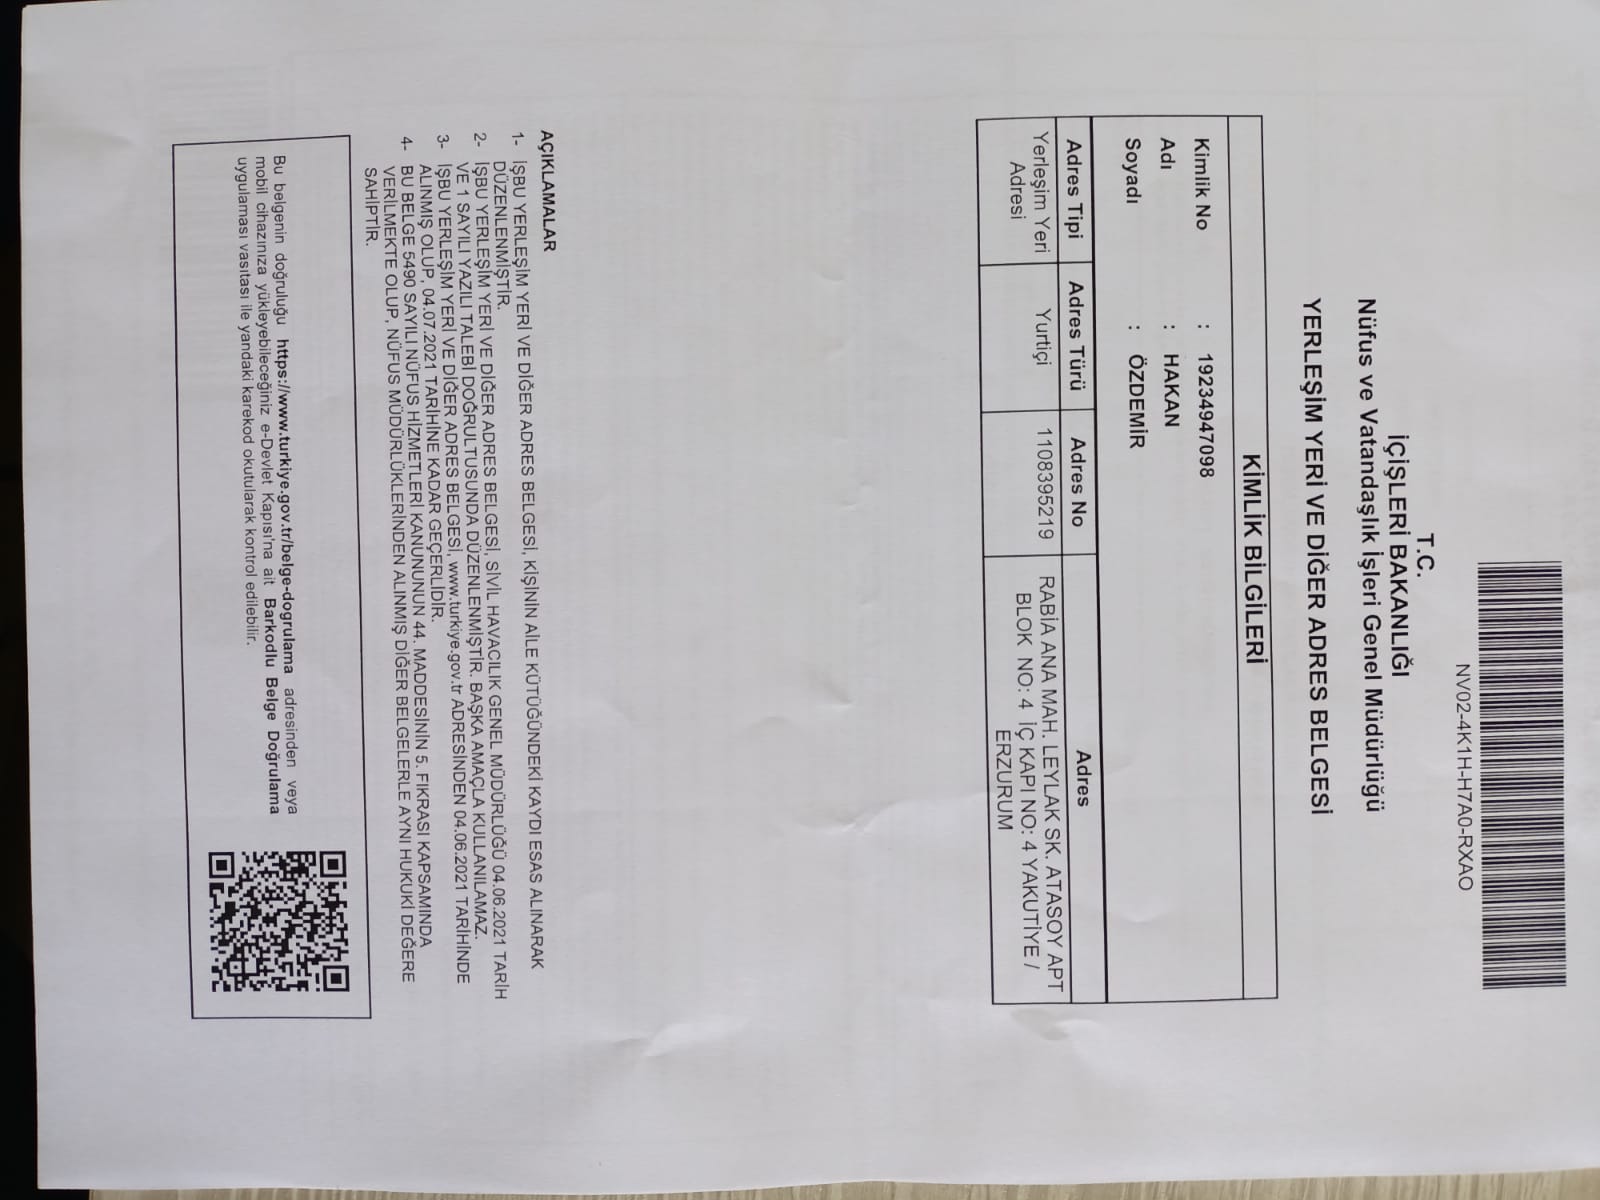 NV02-4K1H-H7A0-RXAO
T.C.
İÇİŞLERİ BAKANLIĞI
Nüfus ve Vatandaşlık İşleri Genel Müdürlüğü
YERLEŞİM YERİ VE DİĞER ADRES BELGESİ
KİMLİK BİLGİLERİ
Kimlik No : 19234947098
Adı : HAKAN
Soyadı : ÖZDEMİR
Adres Tipi Adres Türü Adres No Adres
Yerleşim Yeri Yurtiçi 1108395219 RABİA ANA MAH. LEYLAK SK. ATASOY APT
Adresi BLOK NO: 4 İÇ KAPI NO: 4 YAKUTİYE /
ERZURUM
AÇIKLAMALAR
1- İŞBU YERLEŞİM YERİ VE DİĞER ADRES BELGESİ, KİŞİNİN AİLE KÜTÜĞÜNDEKİ KAYDI ESAS ALINARAK
DÜZENLENMİŞTİR.
2- İŞBU YERLEŞİM YERİ VE DİĞER ADRES BELGESİ, SİVİL HAVACILIK GENEL MÜDÜRLÜĞÜ 04.06.2021 TARİH
VE 1 SAYILI YAZILI TALEBİ DOĞRULTUSUNDA DÜZENLENMİŞTİR. BAŞKA AMAÇLA KULLANILAMAZ.
3- İŞBU YERLEŞİM YERİ VE DİĞER ADRES BELGESİ, www.turkiye.gov.tr ADRESİNDEN 04.06.2021 TARİHİNDE
ALINMIŞ OLUP, 04.07.2021 TARİHİNE KADAR GEÇERLİDİR.
4- BU BELGE 5490 SAYILI NÜFUS HİZMETLERİ KANUNUNUN 44. MADDESİNİN 5. FIKRASI KAPSAMINDA
VERİLMEKTE OLUP, NÜFUS MÜDÜRLÜKLERİNDEN ALINMIŞ DİĞER BELGELERLE AYNI HUKUKİ DEĞERE
SAHİPTİR.
Bu belgenin doğruluğu https://www.turkiye.gov.tr/belge-dogrulama adresinden veya
mobil cihazınıza yükleyebileceğiniz e-Devlet Kapısı'na ait Barkodlu Belge Doğrulama
uygulaması vasıtası ile yandaki karekod okutularak kontrol edilebilir.